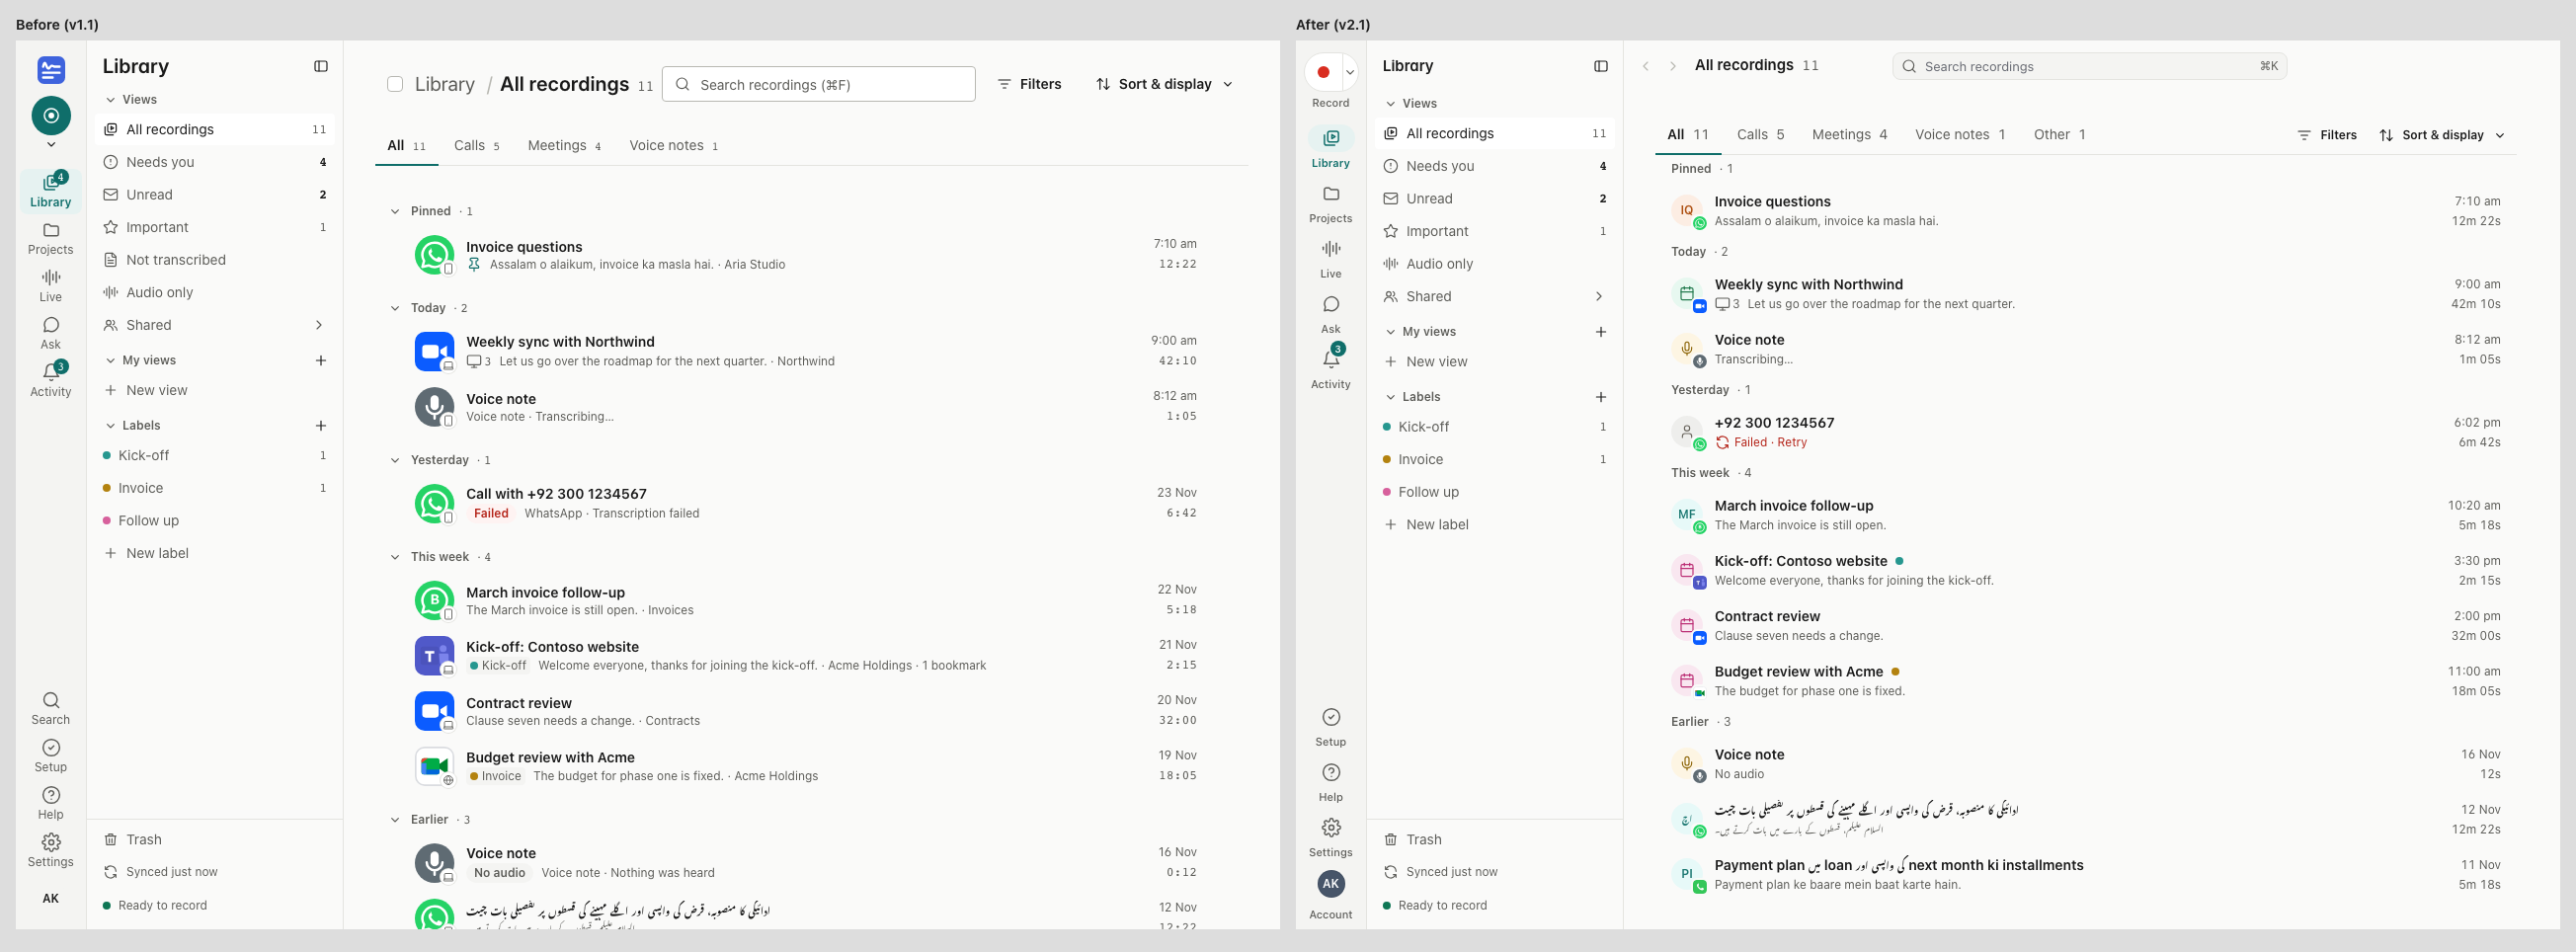 Before (v1.1)
Library
Views
All recordings 11
Needs you 4
Unread 2
Important 1
Not transcribed
Audio only
Shared
My views
New view
Labels
Kick-off 1
Invoice 1
Follow up
New label
Trash
Synced just now
Ready to record
4
Library
Projects
Live
Ask
3
Activity
Search
Setup
Help
Settings
AK
Library / All recordings 11
Search recordings (⌘F)
Filters
Sort & display
All 11 Calls 5 Meetings 4 Voice notes 1
Pinned · 1
Invoice questions 7:10 am
Assalam o alaikum, invoice ka masla hai. · Aria Studio 12:22
Today · 2
Weekly sync with Northwind 9:00 am
3 Let us go over the roadmap for the next quarter. · Northwind 42:10
Voice note 8:12 am
Voice note · Transcribing... 1:05
Yesterday · 1
Call with +92 300 1234567 23 Nov
Failed WhatsApp · Transcription failed 6:42
This week · 4
B
March invoice follow-up 22 Nov
The March invoice is still open. · Invoices 5:18
T
Kick-off: Contoso website 21 Nov
Kick-off Welcome everyone, thanks for joining the kick-off. · Acme Holdings · 1 bookmark 2:15
Contract review 20 Nov
Clause seven needs a change. · Contracts 32:00
Budget review with Acme 19 Nov
Invoice The budget for phase one is fixed. · Acme Holdings 18:05
Earlier · 3
Voice note 16 Nov
No audio Voice note · Nothing was heard 0:12
ادائیگی کا منصوبہ، قرض کی واپسی اور اگلے مہینے کی قسطوں پر تفصیلی بات چیت 12 Nov
12:22
After (v2.1)
Record
Library
Projects
Live
Ask
3
Activity
Setup
Help
Settings
AK
Account
Library
Views
All recordings 11
Needs you 4
Unread 2
Important 1
Audio only
Shared
My views
New view
Labels
Kick-off 1
Invoice 1
Follow up
New label
Trash
Synced just now
Ready to record
All recordings 11
Search recordings ⌘K
All 11 Calls 5 Meetings 4 Voice notes 1 Other 1
Filters
Sort & display
Pinned · 1
IQ
Invoice questions 7:10 am
Assalam o alaikum, invoice ka masla hai. 12m 22s
Today · 2
Weekly sync with Northwind 9:00 am
3 Let us go over the roadmap for the next quarter. 42m 10s
Voice note 8:12 am
Transcribing... 1m 05s
Yesterday · 1
+92 300 1234567 6:02 pm
Failed · Retry 6m 42s
This week · 4
MF
March invoice follow-up 10:20 am
The March invoice is still open. 5m 18s
Kick-off: Contoso website 3:30 pm
Welcome everyone, thanks for joining the kick-off. 2m 15s
Contract review 2:00 pm
Clause seven needs a change. 32m 00s
Budget review with Acme 11:00 am
The budget for phase one is fixed. 18m 05s
Earlier · 3
Voice note 16 Nov
No audio 12s
اچ
ادائیگی کا منصوبہ، قرض کی واپسی اور اگلے مہینے کی قسطوں پر تفصیلی بات چیت 12 Nov
السلام علیکم، قسطوں کے بارے میں بات کرتے ہیں۔ 12m 22s
PI
Payment plan میں loan کی واپسی اور next month ki installments 11 Nov
Payment plan ke baare mein baat karte hain. 5m 18s